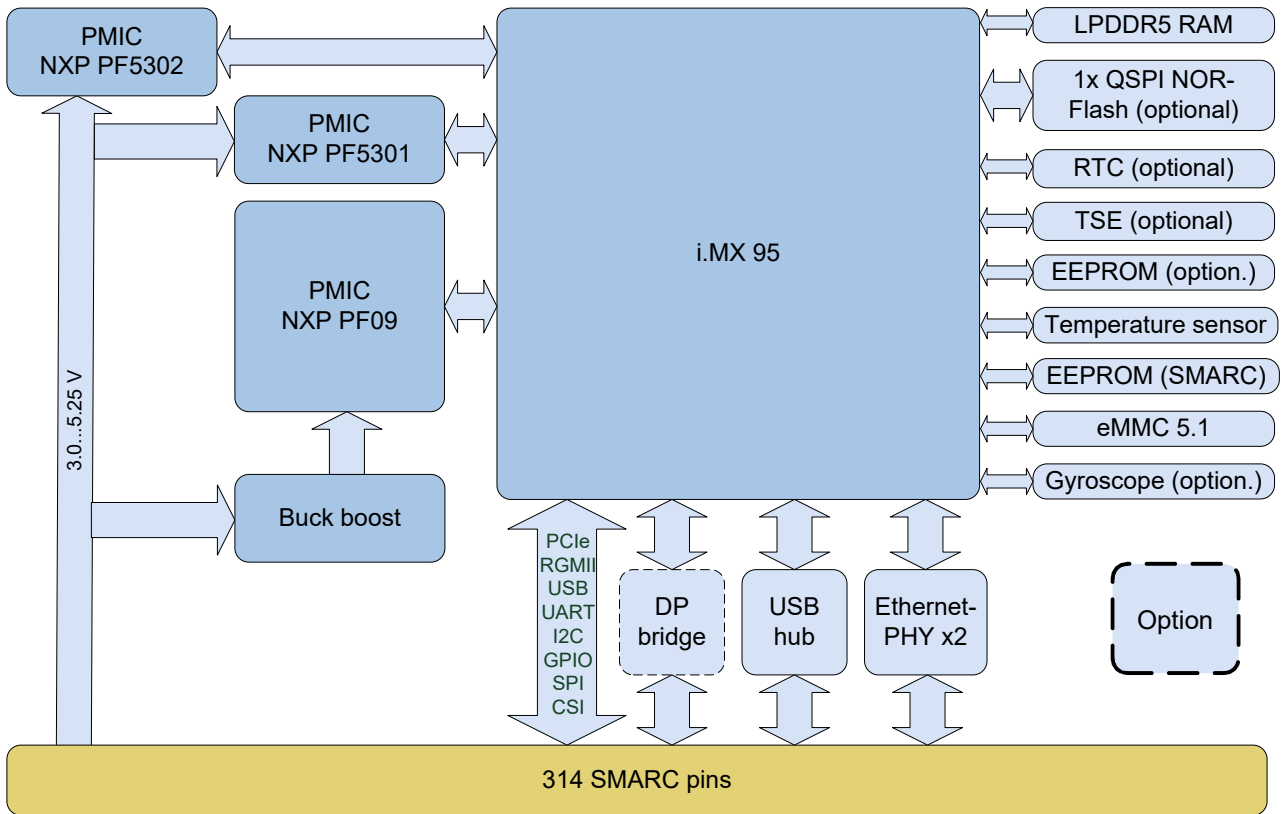 PMIC
NXP PF5302
PMIC
NXP PF5301
PMIC
NXP PF09
3.0...5.25 V
Buck boost
i.MX 95
LPDDR5 RAM
1x QSPI NOR-
Flash (optional)
RTC (optional)
TSE (optional)
EEPROM (option.)
Temperature sensor
EEPROM (SMARC)
eMMC 5.1
Gyroscope (option.)
PCIe
RGMII
USB
UART
I2C
GPIO
SPI
CSI
DP
bridge
USB
hub
Ethernet-
PHY x2
Option
314 SMARC pins